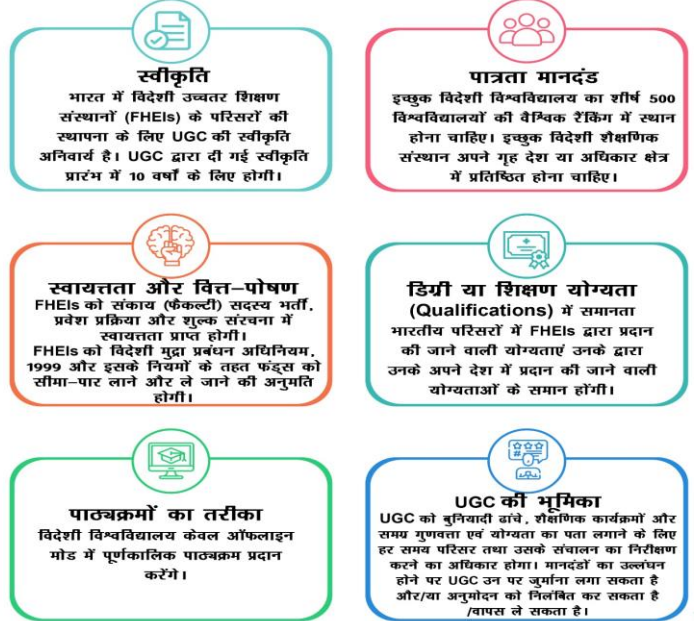 स्वीकृति
भारत में विदेशी उच्चतर शिक्षण
संस्थानों (FHEIs) के परिसरों की
स्थापना के लिए UGC की स्वीकृति
अनिवार्य है। UGC द्वारा दी गई स्वीकृति
प्रारंभ में 10 वर्षों के लिए होगी।
पात्रता मानदंड
इच्छुक विदेशी विश्वविद्यालय का शीर्ष 500
विश्वविद्यालयों की वैश्विक रैंकिंग में स्थान
होना चाहिए। इच्छुक विदेशी शैक्षणिक
संस्थान अपने गृह देश या अधिकार क्षेत्र
में प्रतिष्ठित होना चाहिए।
स्वायत्तता और वित्त-पोषण
FHEIs को संकाय (फैकल्टी) सदस्य भर्ती,
प्रवेश प्रक्रिया और शुल्क संरचना में
स्वायत्तता प्राप्त होगी।
FHEIs को विदेशी मुद्रा प्रबंधन अधिनियम,
1999 और इसके नियमों के तहत फंड्स को
सीमा-पार लाने और ले जाने की अनुमति
होगी।
डिग्री या शिक्षण योग्यता
(Qualifications) में समानता
भारतीय परिसरों में FHEIs द्वारा प्रदान
की जाने वाली योग्यताएं उनके द्वारा
उनके अपने देश में प्रदान की जाने वाली
योग्यताओं के समान होंगी।
पाठ्यक्रमों का तरीका
विदेशी विश्वविद्यालय केवल ऑफलाइन
मोड में पूर्णकालिक पाठ्यक्रम प्रदान
करेंगे।
UGC की भूमिका
UGC को बुनियादी ढांचे, शैक्षणिक कार्यक्रमों और
समग्र गुणवत्ता एवं योग्यता का पता लगाने के लिए
हर समय परिसर तथा उसके संचालन का निरीक्षण
करने का अधिकार होगा। मानदंडों का उल्लंघन
होने पर UGC उन पर जुर्माना लगा सकता है
और/या अनुमोदन को निलंबित कर सकता है
/वापस ले सकता है।